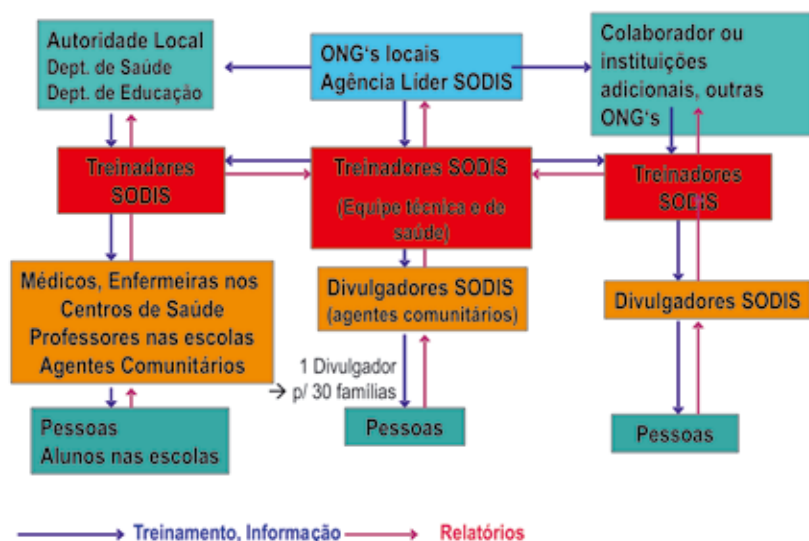 Autoridade Local
Dept. de Saúde
Dept. de Educação
ONG's locais
Agência Líder SODIS
Colaborador ou
instituições
adicionais, outras
ONG's
Treinadores
SODIS
Treinadores SODIS
(Equipe técnica e de
saúde)
Treinadores
SODIS
Médicos, Enfermeiras nos
Centros de Saúde
Professores nas escolas
Agentes Comunitários
Divulgadores SODIS
(agentes comunitários)
Divulgadores SODIS
1 Divulgador
→ p/ 30 famílias
Pessoas
Alunos nas escolas
Pessoas
Pessoas
Treinamento, Informação
Relatórios